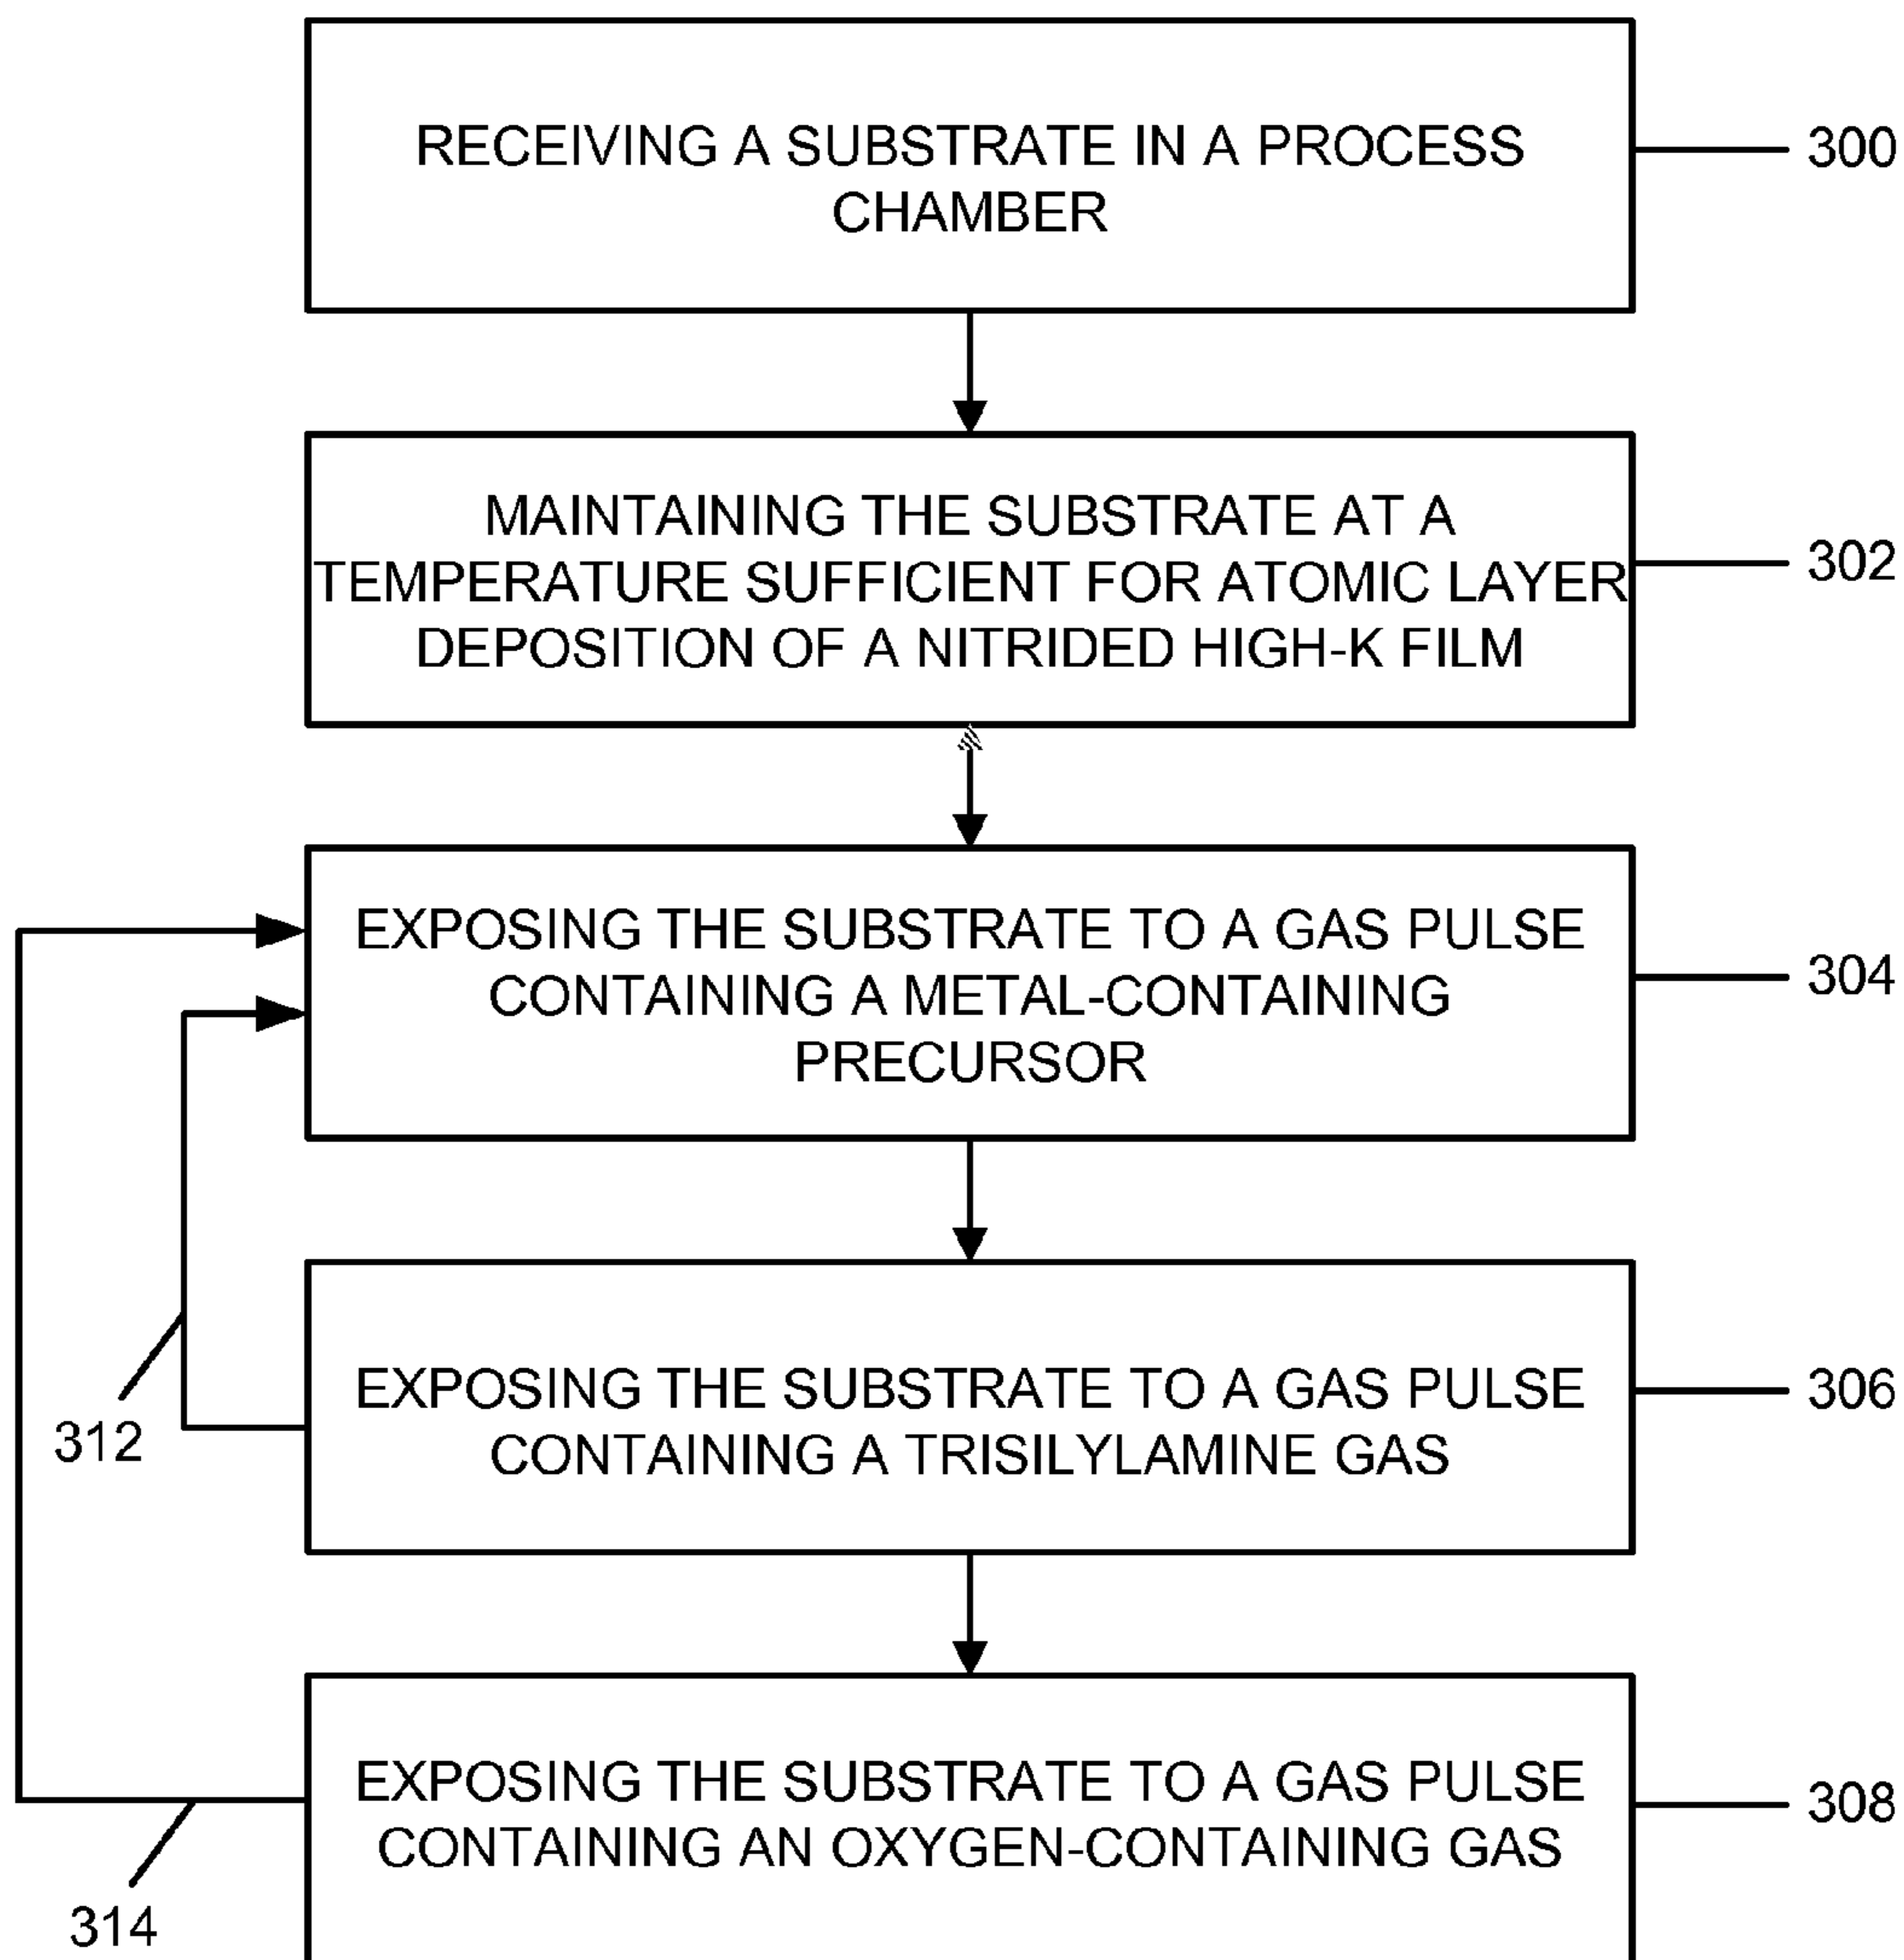 RECEIVING A SUBSTRATE IN A PROCESS
CHAMBER
300
MAINTAINING THE SUBSTRATE AT A
TEMPERATURE SUFFICIENT FOR ATOMIC LAYER
DEPOSITION OF A NITRIDED HIGH-K FILM
302
EXPOSING THE SUBSTRATE TO A GAS PULSE
CONTAINING A METAL-CONTAINING
PRECURSOR
304
EXPOSING THE SUBSTRATE TO A GAS PULSE
CONTAINING A TRISILYLAMINE GAS
306
312
EXPOSING THE SUBSTRATE TO A GAS PULSE
CONTAINING AN OXYGEN-CONTAINING GAS
308
314